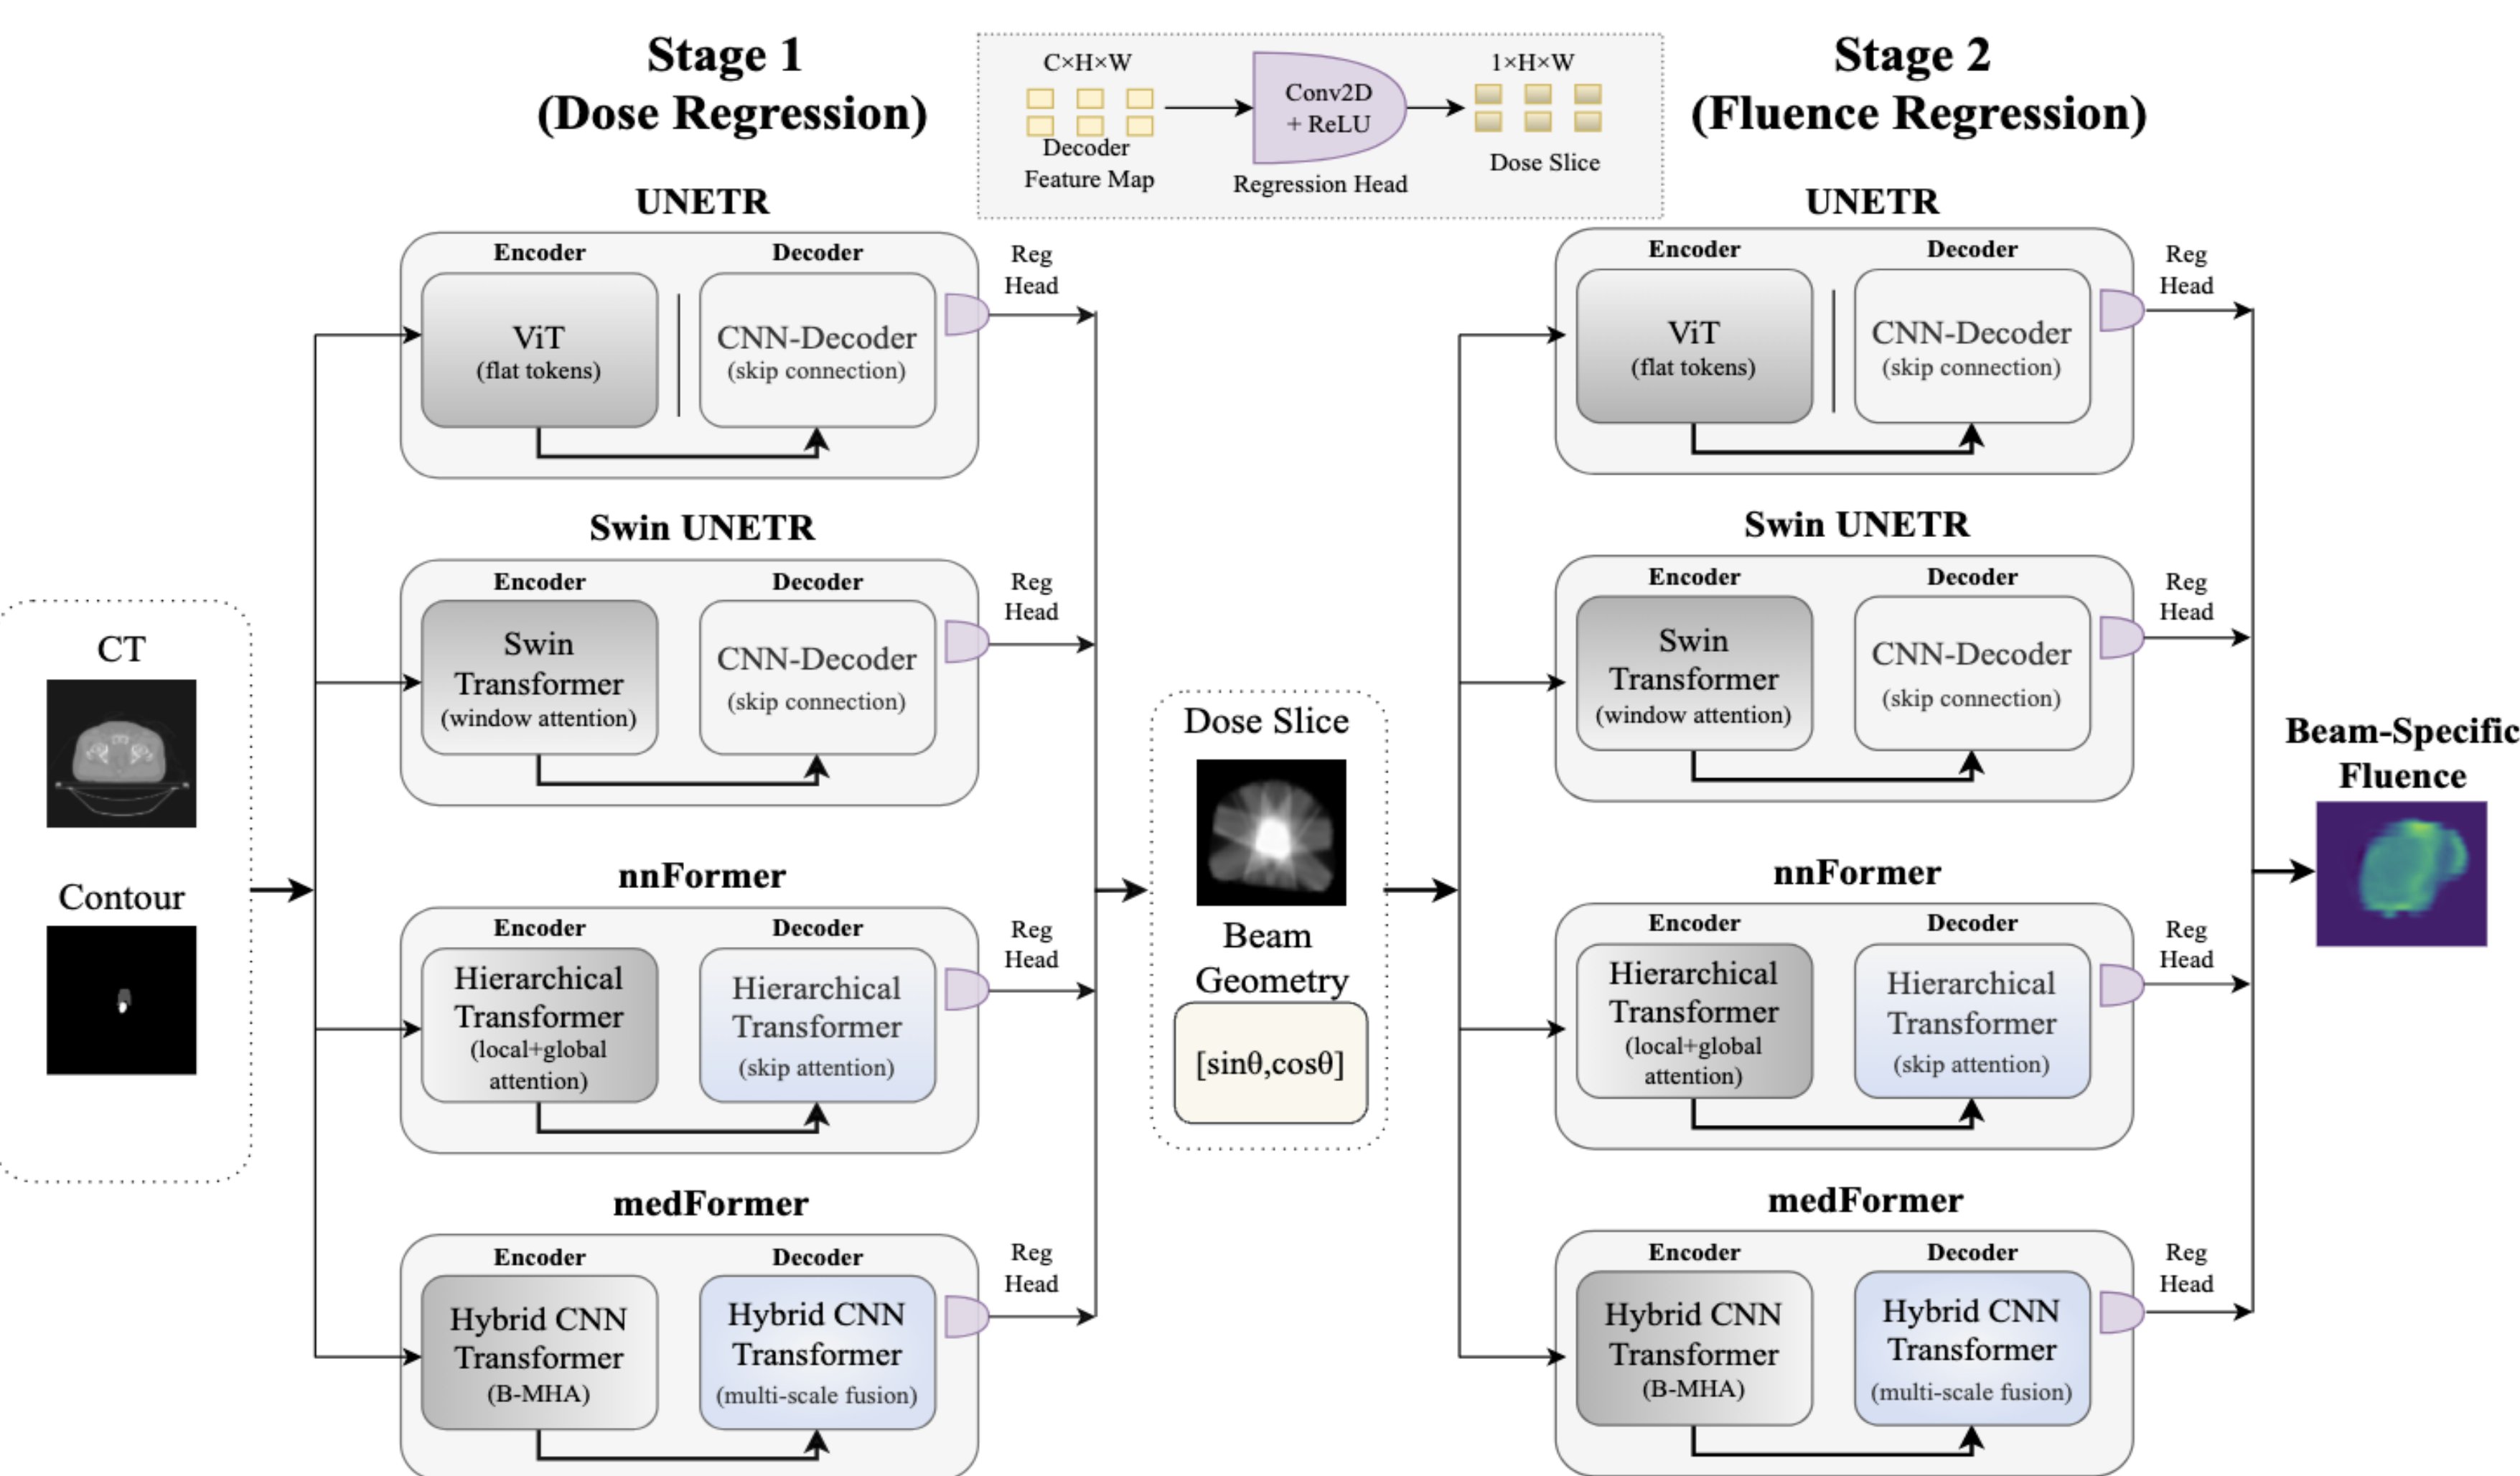 Stage 1
(Dose Regression)
C×H×W
Decoder
Feature Map
Conv2D
+ ReLU
Regression Head
1×H×W
Dose Slice
Stage 2
(Fluence Regression)
CT
Contour
UNETR
Encoder
Decoder
ViT
(flat tokens)
CNN-Decoder
(skip connection)
Reg
Head
Swin UNETR
Encoder
Decoder
Swin
Transformer
(window attention)
CNN-Decoder
(skip connection)
Reg
Head
nnFormer
Encoder
Decoder
Hierarchical
Transformer
(local+global
attention)
Hierarchical
Transformer
(skip attention)
Reg
Head
medFormer
Encoder
Decoder
Hybrid CNN
Transformer
(B-MHA)
Hybrid CNN
Transformer
(multi-scale fusion)
Reg
Head
Dose Slice
Beam
Geometry
[sinθ,cosθ]
UNETR
Encoder
Decoder
ViT
(flat tokens)
CNN-Decoder
(skip connection)
Reg
Head
Swin UNETR
Encoder
Decoder
Swin
Transformer
(window attention)
CNN-Decoder
(skip connection)
Reg
Head
nnFormer
Encoder
Decoder
Hierarchical
Transformer
(local+global
attention)
Hierarchical
Transformer
(skip attention)
Reg
Head
medFormer
Encoder
Decoder
Hybrid CNN
Transformer
(B-MHA)
Hybrid CNN
Transformer
(multi-scale fusion)
Reg
Head
Beam-Specific
Fluence